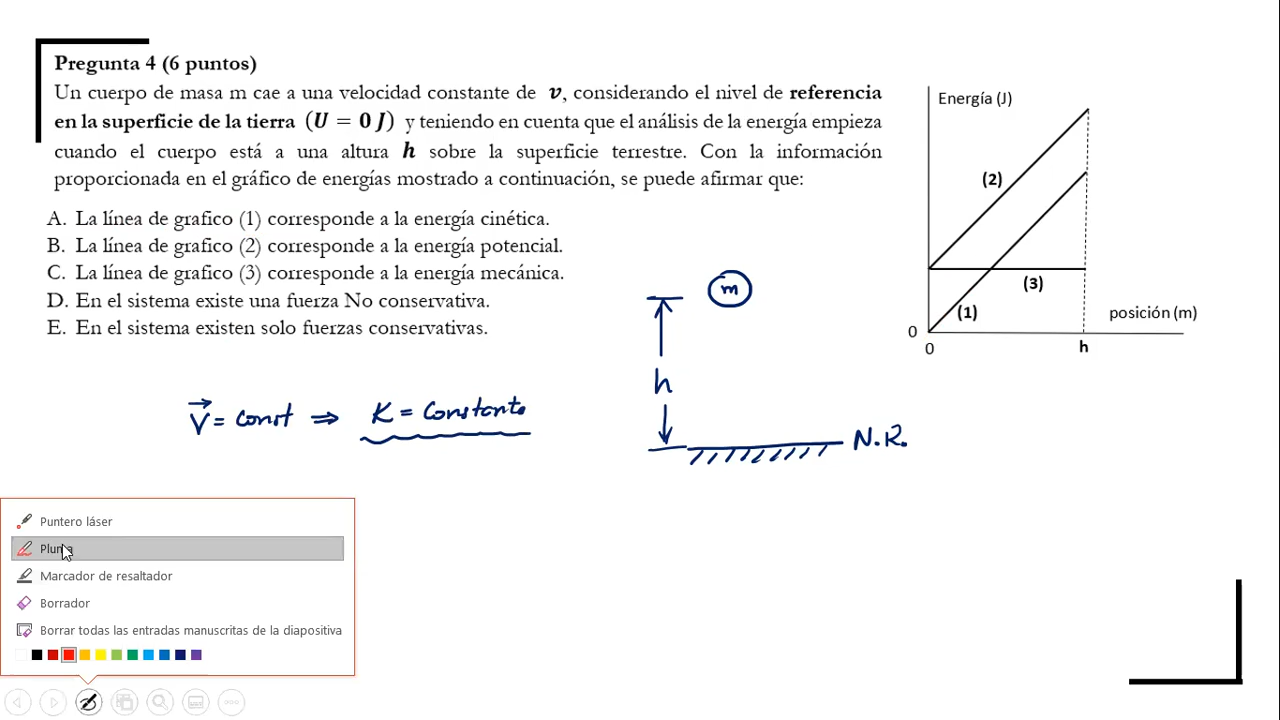 Pregunta 4 (6 puntos)
Un cuerpo de masa m cae a una velocidad constante de v, considerando el nivel de referencia
en la superficie de la tierra (U = 0 J) y teniendo en cuenta que el análisis de la energía empieza
cuando el cuerpo está a una altura h sobre la superficie terrestre. Con la información
proporcionada en el gráfico de energías mostrado a continuación, se puede afirmar que:
A. La línea de grafico (1) corresponde a la energía cinética.
B. La línea de grafico (2) corresponde a la energía potencial.
C. La línea de grafico (3) corresponde a la energía mecánica.
D. En el sistema existe una fuerza No conservativa.
E. En el sistema existen solo fuerzas conservativas.
Energía (J)
(2)
(3)
(1)
posición (m)
0
0
h
m
h
N.R.
V = const ⇒ K = Constante
Puntero láser
Pluma
Marcador de resaltador
Borrador
Borrar todas las entradas manuscritas de la diapositiva